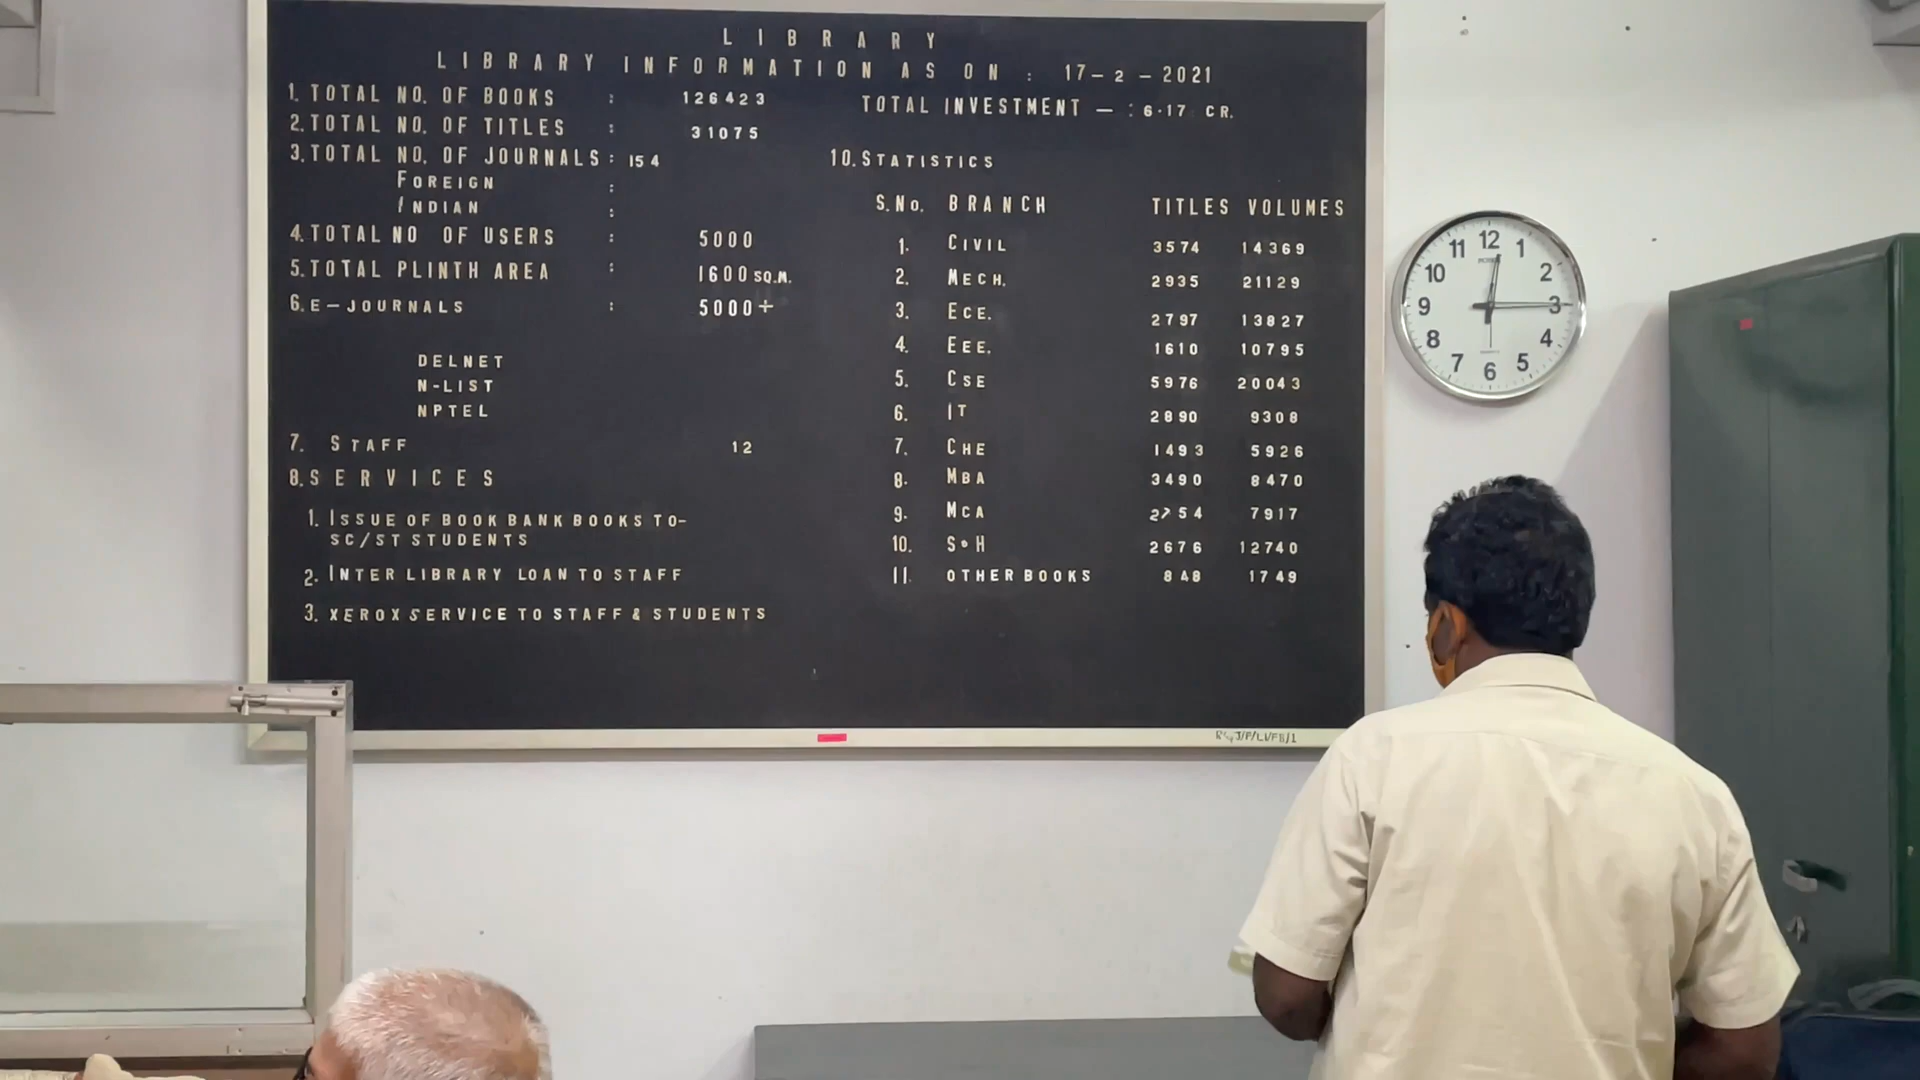 LIBRARY
LIBRARY INFORMATION AS ON : 17-2-2021
1. TOTAL NO. OF BOOKS : 126423
2. TOTAL NO. OF TITLES : 31075
3. TOTAL NO. OF JOURNALS : 154
FOREIGN :
INDIAN :
4. TOTAL NO OF USERS : 5000
5. TOTAL PLINTH AREA : 1600 SQ.M.
6. E-JOURNALS : 5000÷
DELNET
N-LIST
NPTEL
7. STAFF 12
8. SERVICES
1. ISSUE OF BOOK BANK BOOKS TO-
SC/ST STUDENTS
2. INTER LIBRARY LOAN TO STAFF
3. XEROX SERVICE TO STAFF & STUDENTS
TOTAL INVESTMENT — : 6·17 CR.
10. STATISTICS
S.No. BRANCH TITLES VOLUMES
1. CIVIL 3574 14369
2. MECH. 2935 21129
3. ECE. 2797 13827
4. EEE. 1610 10795
5. CSE 5976 20043
6. IT 2890 9308
7. CHE 1493 5926
8. MBA 3490 8470
9. MCA 2754 7917
10. S•H 2676 12740
11. OTHER BOOKS 848 1749
12
1
2
3
4
5
6
7
8
9
10
11